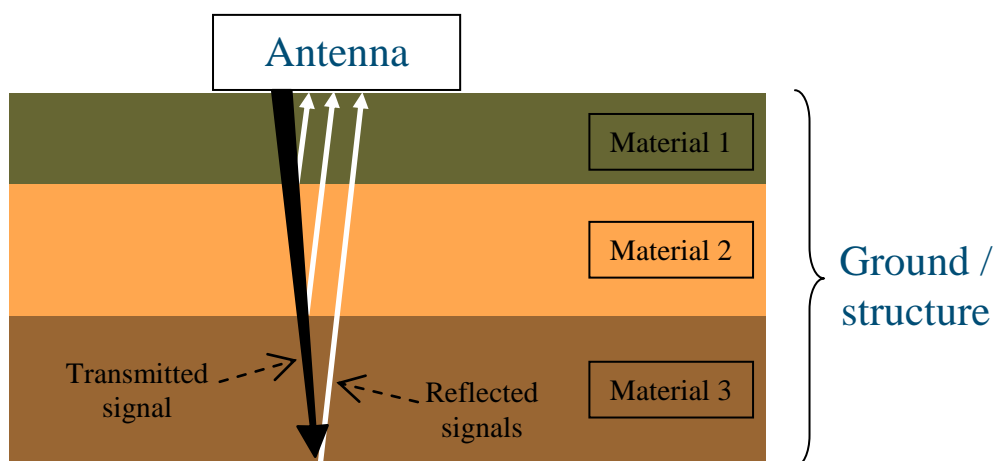 Antenna
Material 1
Material 2
Ground /
structure
Transmitted
signal
Reflected
signals
Material 3